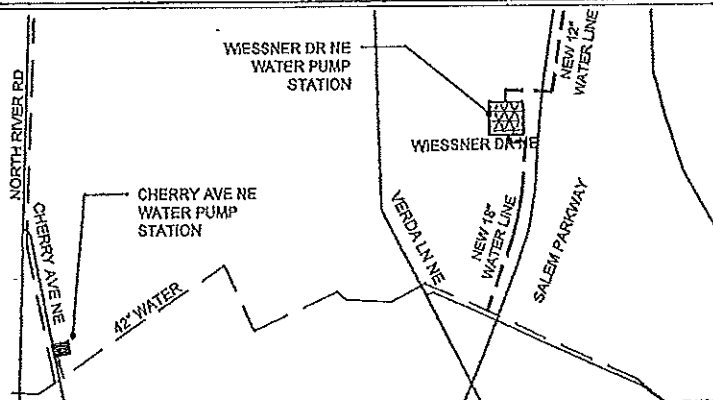 WIESSNER DR NE
WATER PUMP
STATION
NEW 12"
WATER LINE
NORTH RIVER RD
WIESSNER DR NE
CHERRY AVE NE
WATER PUMP
STATION
CHERRY AVE NE
VERDA LN NE
NEW 18"
WATER LINE
SALEM PARKWAY
42" WATER